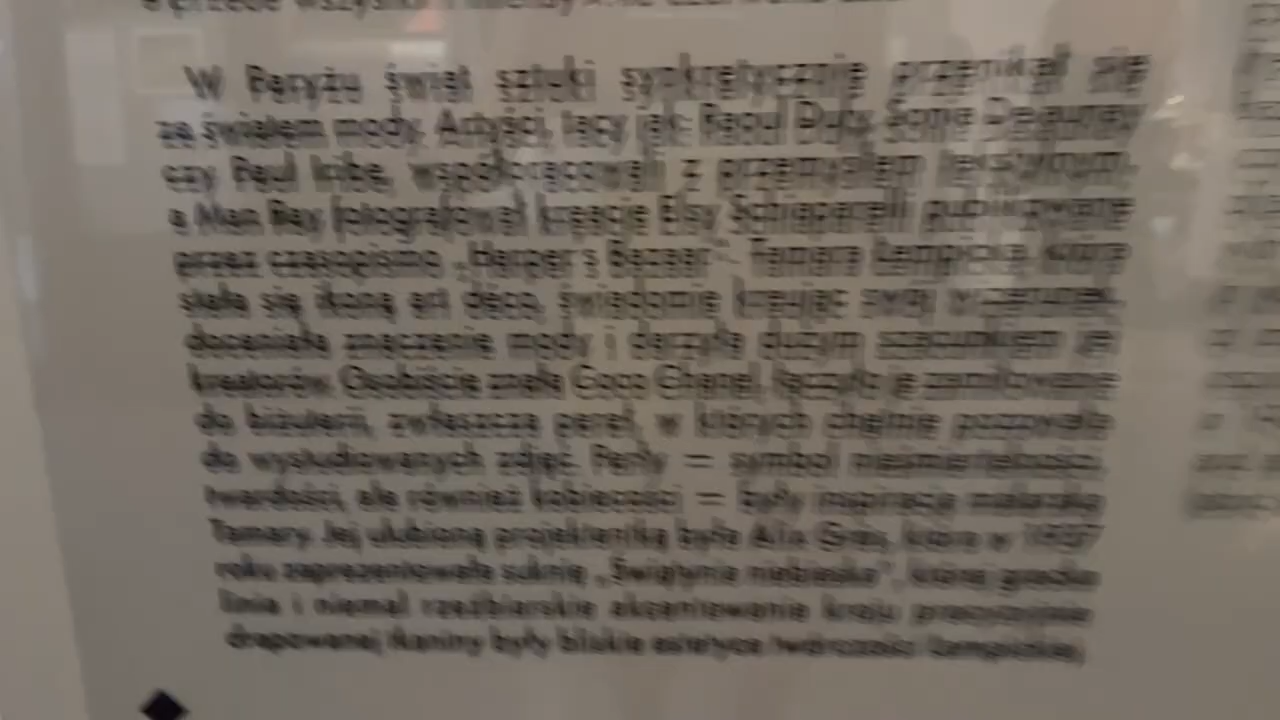 W Paryżu świat sztuki synkretycznie przenikał się
ze światem mody. Artyści, tacy jak: Raoul Dufy, Sonia Delaunay
czy Paul Iribe, współpracowali z przemysłem
a Man Ray fotografował kreacje Elsy Schiaparelli publikowane
przez czasopismo „Harper's Bazaar”. Tamara Łempicka, która
stała się ikoną art déco, świadomie kreując swój wizerunek,
doceniała znaczenie mody i darzyła dużym szacunkiem jej
kreatorów. Osobiście znała Coco Chanel, łączyło je zamiłowanie
do biżuterii, zwłaszcza pereł, w których chętnie pozowała
do wystudiowanych zdjęć. Perły – symbol nieśmiertelności,
twardości, ale również kobiecości – były inspiracją malarską
Tamary. Jej ulubioną projektantką była Alix Grès, która w 1937
roku zaprezentowała suknię „Świątynia niebieska”, której grecka
linia i niemal rzeźbiarskie akcentowanie kroju precyzyjnie
drapowanej tkaniny były bliskie estetyce twórczości Łempickiej.